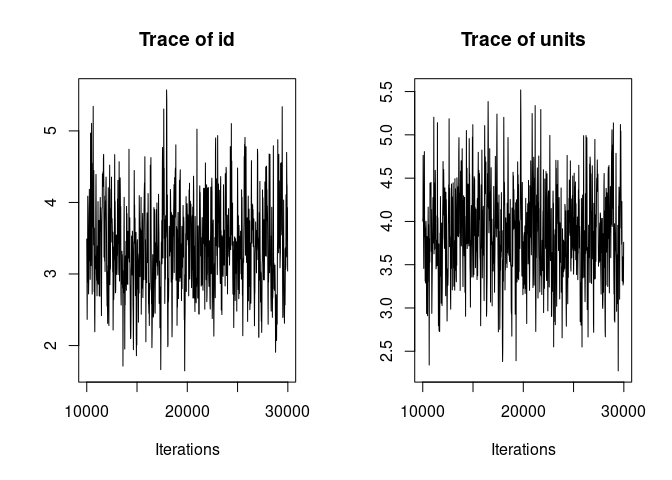 Trace of id
5
4
3
2
10000 20000 30000
Iterations
Trace of units
5.5
5.0
4.5
4.0
3.5
3.0
2.5
10000 20000 30000
Iterations